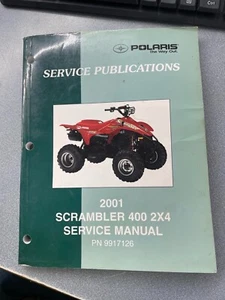 POLARIS
The Way Out.
SERVICE PUBLICATIONS
2001
SCRAMBLER 400 2X4
SERVICE MANUAL
PN 9917126